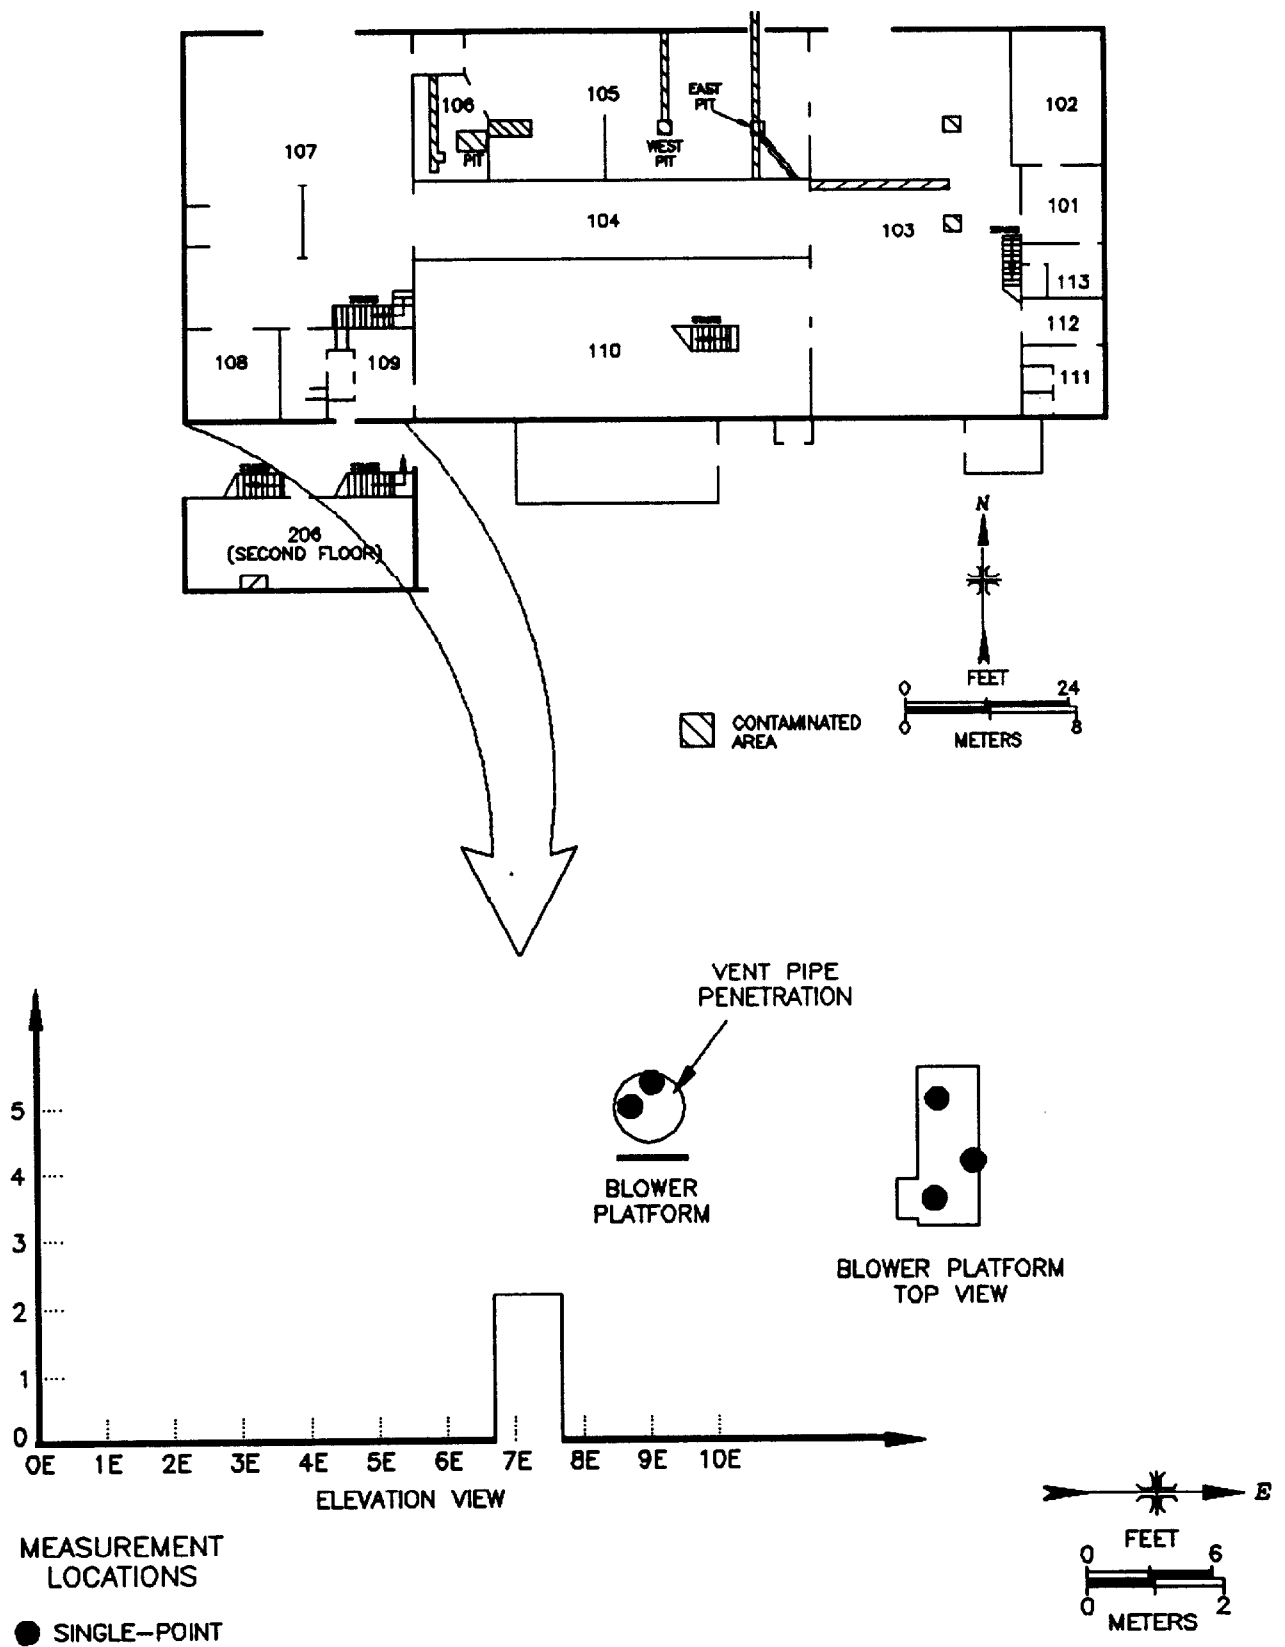 102
106
105
EAST
PIT
WEST
PIT
PIT
107
101
104
103
113
112
110
108
109
111
206
(SECOND FLOOR)
N
FEET
0 24
0 8
METERS
CONTAMINATED
AREA
VENT PIPE
PENETRATION
5
4
3
2
1
0
BLOWER
PLATFORM
BLOWER PLATFORM
TOP VIEW
0E 1E 2E 3E 4E 5E 6E 7E 8E 9E 10E
ELEVATION VIEW
E
FEET
0 6
0 2
METERS
MEASUREMENT
LOCATIONS
SINGLE-POINT